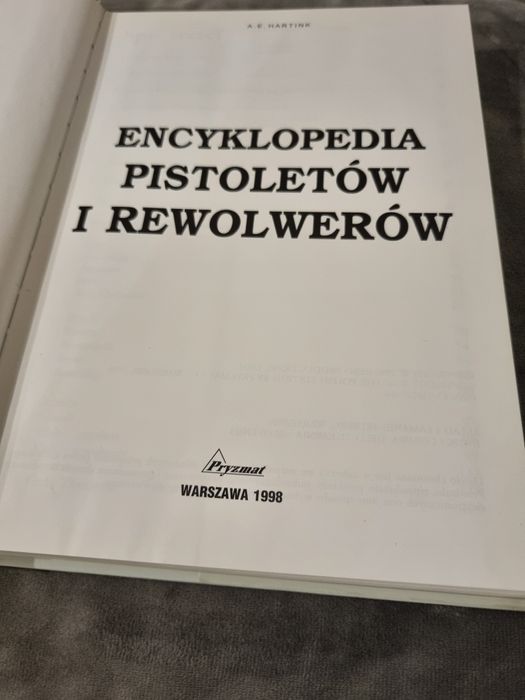 A.E. HARTINK
ENCYKLOPEDIA
PISTOLETÓW
I REWOLWERÓW
Pryzmat
WARSZAWA 1998